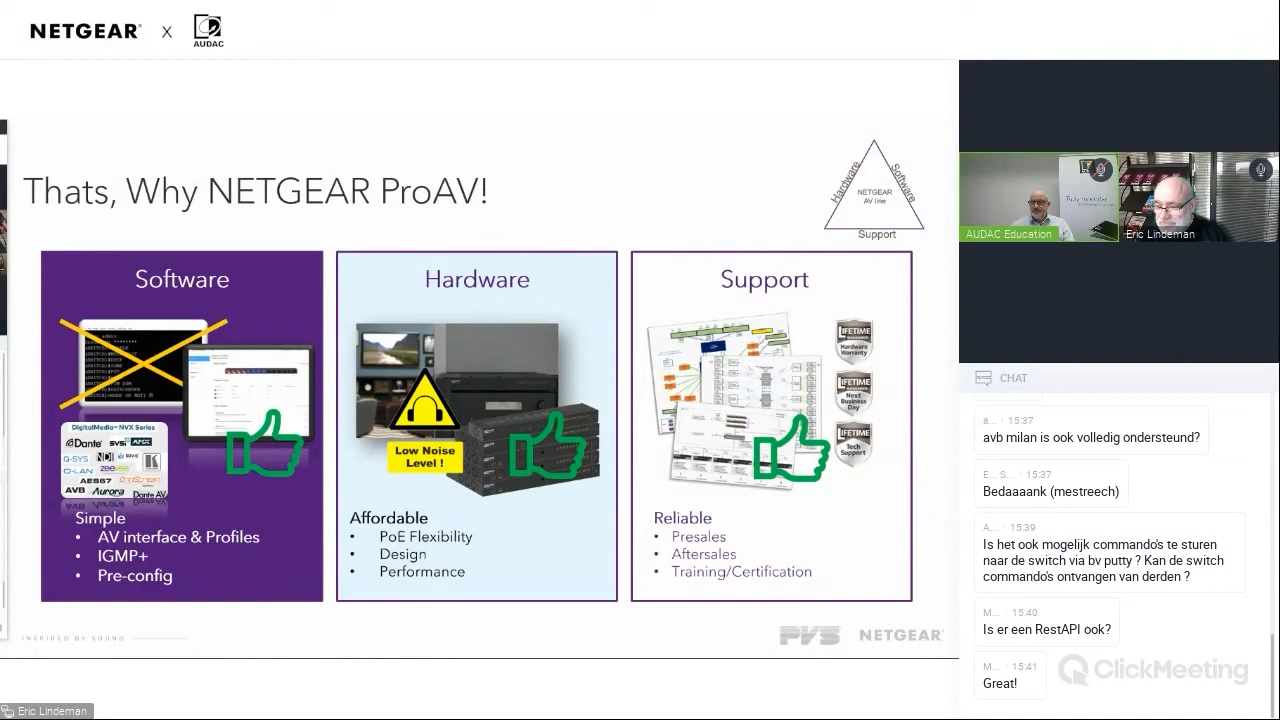 NETGEAR X AUDAC
Thats, Why NETGEAR ProAV!
Hardware
Software
NETGEAR
AV line
Support
Software
DigitalMedia™ NVX Series
Dante
SVSi AMX
Q-SYS
NDI
Q-LAN
AES67
AVB
Aurora
Dante AV
Simple
• AV interface & Profiles
• IGMP+
• Pre-config
Hardware
Low Noise
Level !
Affordable
• PoE Flexibility
• Design
• Performance
Support
LIFETIME
Hardware
Warranty
LIFETIME
Next
Business
Day
LIFETIME
Tech
Support
Reliable
• Presales
• Aftersales
• Training/Certification
INSPIRED BY SOUND
PVS NETGEAR
Eric Lindeman
AUDAC Education
Eric Lindeman
CHAT
a... 15:37
avb milan is ook volledig ondersteund?
E... S... 15:37
Bedaaaank (mestreech)
A... 15:39
Is het ook mogelijk commando's te sturen
naar de switch via bv putty ? Kan de switch
commando's ontvangen van derden ?
M... 15:40
Is er een RestAPI ook?
M... 15:41
Great!
ClickMeeting